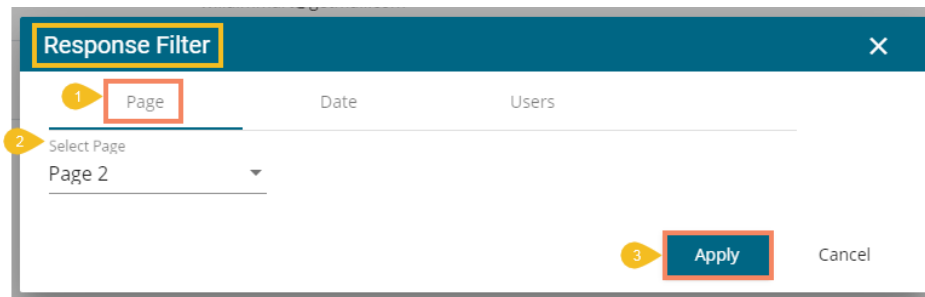 Response Filter
1 Page Date Users
2 Select Page
Page 2
3 Apply Cancel